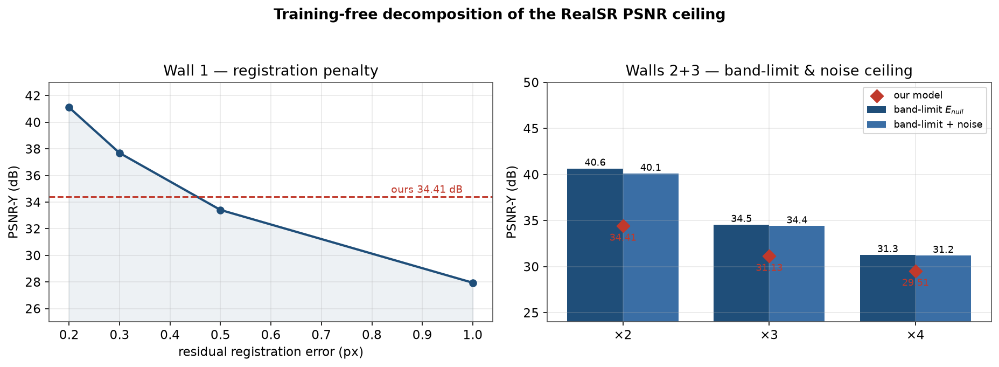 Training-free decomposition of the RealSR PSNR ceiling
Wall 1 — registration penalty
PSNR-Y (dB)
42
40
38
36
34
32
30
28
26
ours 34.41 dB
0.2 0.3 0.4 0.5 0.6 0.7 0.8 0.9 1.0
residual registration error (px)
Walls 2+3 — band-limit & noise ceiling
PSNR-Y (dB)
50
45
40
35
30
25
our model
band-limit E_null
band-limit + noise
40.6 40.1
34.5 34.4
31.3 31.2
34.41
31.13
29.51
×2 ×3 ×4